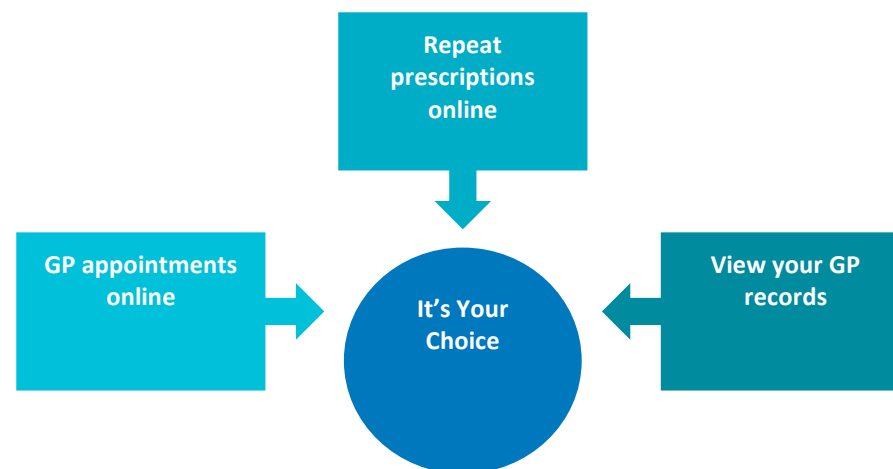 Repeat
prescriptions
online
GP appointments
online
It’s Your
Choice
View your GP
records